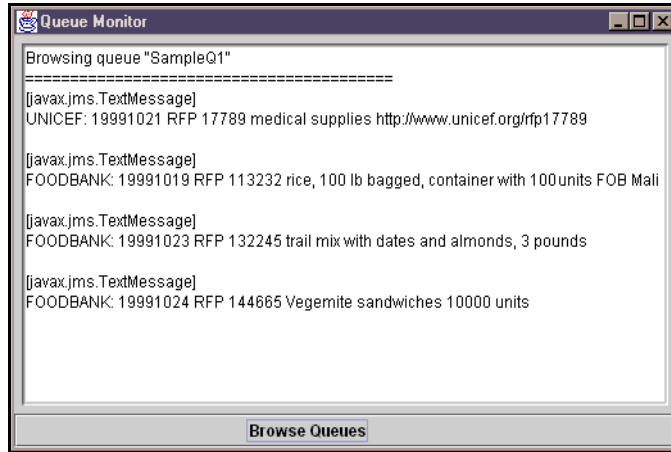 Queue Monitor
Browsing queue "SampleQ1"
=========================================
[javax.jms.TextMessage]
UNICEF: 19991021 RFP 17789 medical supplies http://www.unicef.org/rfp17789
[javax.jms.TextMessage]
FOODBANK: 19991019 RFP 113232 rice, 100 lb bagged, container with 100units FOB Mali
[javax.jms.TextMessage]
FOODBANK: 19991023 RFP 132245 trail mix with dates and almonds, 3 pounds
[javax.jms.TextMessage]
FOODBANK: 19991024 RFP 144665 Vegemite sandwiches 10000 units
Browse Queues